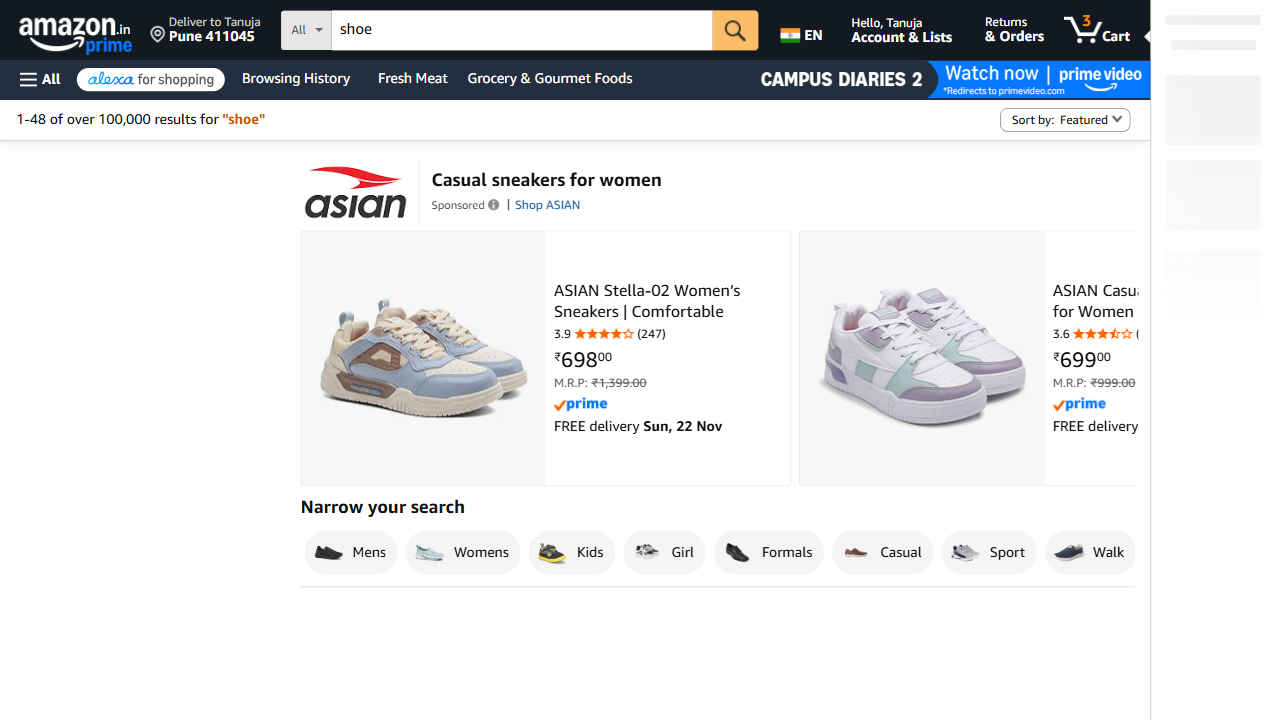 amazon.in
prime
Deliver to Tanuja
Pune 411045
All
shoe
EN
Hello, Tanuja
Account & Lists
Returns
& Orders
3
Cart
All
alexa for shopping
Browsing History
Fresh Meat
Grocery & Gourmet Foods
CAMPUS DIARIES 2
Watch now | prime video
*Redirects to primevideo.com
1-48 of over 100,000 results for "shoe"
Sort by: Featured
asian
Casual sneakers for women
Sponsored | Shop ASIAN
ASIAN Stella-02 Women’s
Sneakers | Comfortable
3.9 (247)
₹69800
M.R.P: ₹1,399.00
prime
FREE delivery Sun, 22 Nov
ASIAN Casu
for Women
3.6 (
₹69900
M.R.P: ₹999.00
prime
FREE delivery
Narrow your search
Mens
Womens
Kids
Girl
Formals
Casual
Sport
Walk